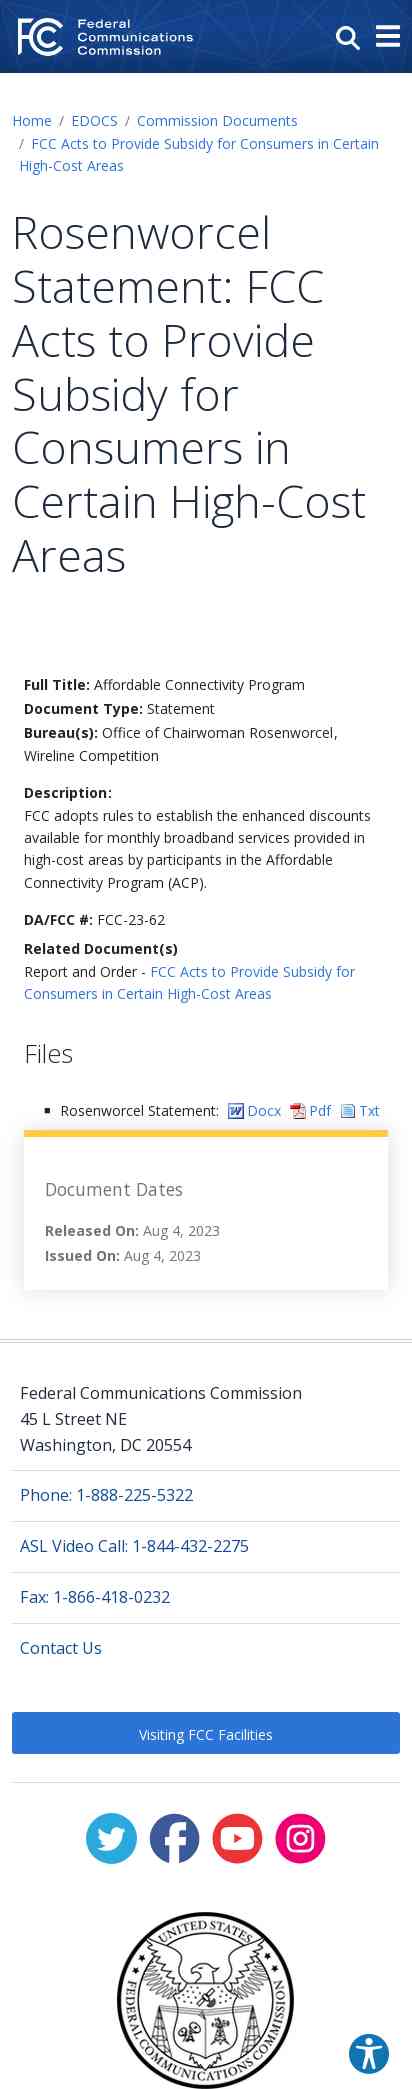 Federal
Communications
Commission
Home / EDOCS / Commission Documents
/ FCC Acts to Provide Subsidy for Consumers in Certain
High-Cost Areas
Rosenworcel
Statement: FCC
Acts to Provide
Subsidy for
Consumers in
Certain High-Cost
Areas
Full Title: Affordable Connectivity Program
Document Type: Statement
Bureau(s): Office of Chairwoman Rosenworcel,
Wireline Competition
Description:
FCC adopts rules to establish the enhanced discounts
available for monthly broadband services provided in
high-cost areas by participants in the Affordable
Connectivity Program (ACP).
DA/FCC #: FCC-23-62
Related Document(s)
Report and Order - FCC Acts to Provide Subsidy for
Consumers in Certain High-Cost Areas
Files
Rosenworcel Statement: Docx Pdf Txt
Document Dates
Released On: Aug 4, 2023
Issued On: Aug 4, 2023
Federal Communications Commission
45 L Street NE
Washington, DC 20554
Phone: 1-888-225-5322
ASL Video Call: 1-844-432-2275
Fax: 1-866-418-0232
Contact Us
Visiting FCC Facilities
UNITED STATES
FEDERAL COMMUNICATIONS COMMISSION